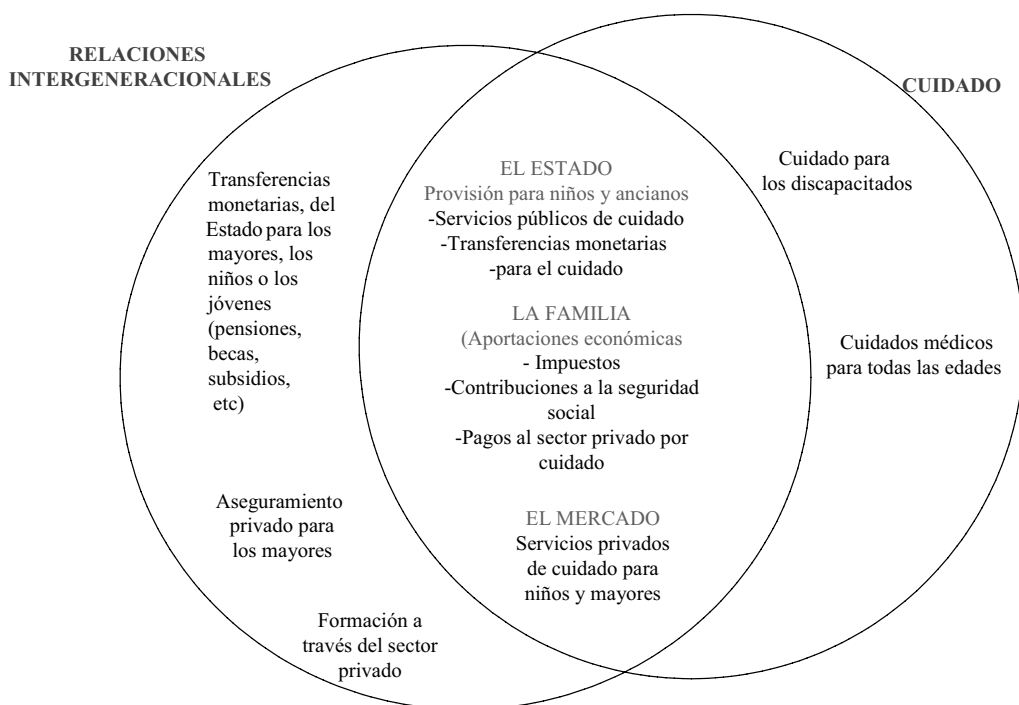 RELACIONES
INTERGENERACIONALES
CUIDADO
Transferencias
monetarias, del
Estado para los
mayores, los
niños o los
jóvenes
(pensiones,
becas,
subsidios,
etc)
Aseguramiento
privado para
los mayores
Formación a
través del sector
privado
EL ESTADO
Provisión para niños y ancianos
-Servicios públicos de cuidado
-Transferencias monetarias
-para el cuidado
LA FAMILIA
(Aportaciones económicas
- Impuestos
-Contribuciones a la seguridad
social
-Pagos al sector privado por
cuidado
EL MERCADO
Servicios privados
de cuidado para
niños y mayores
Cuidado para
los discapacitados
Cuidados médicos
para todas las edades